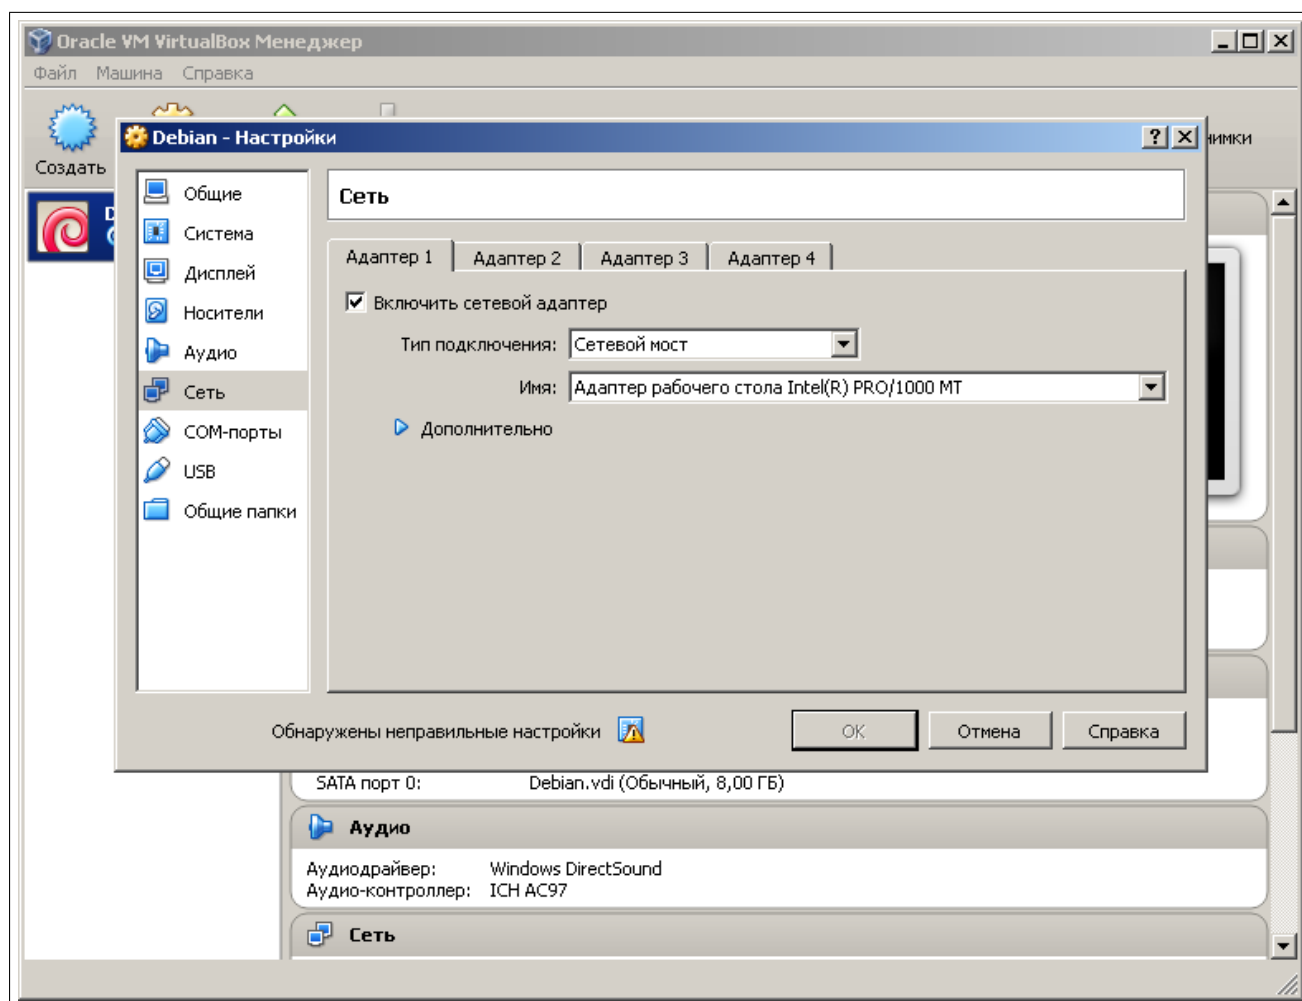 Oracle VM VirtualBox Менеджер
Файл Машина Справка
Создать
Debian - Настройки
Общие
Система
Дисплей
Носители
Аудио
Сеть
COM-порты
USB
Общие папки
Сеть
Адаптер 1 Адаптер 2 Адаптер 3 Адаптер 4
Включить сетевой адаптер
Тип подключения: Сетевой мост
Имя: Адаптер рабочего стола Intel(R) PRO/1000 MT
Дополнительно
Обнаружены неправильные настройки
OK Отмена Справка
SATA порт 0: Debian.vdi (Обычный, 8,00 ГБ)
Аудио
Аудиодрайвер: Windows DirectSound
Аудио-контроллер: ICH AC97
Сеть